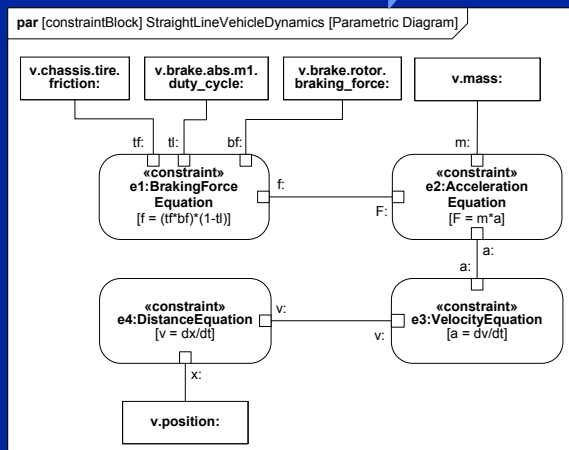 par [constraintBlock] StraightLineVehicleDynamics [Parametric Diagram]
v.chassis.tire.
friction:
v.brake.abs.m1.
duty_cycle:
v.brake.rotor.
braking_force:
v.mass:
tf:
tl:
bf:
m:
«constraint»
e1:BrakingForce
Equation
[f = (tf*bf)*(1-tl)]
f:
F:
«constraint»
e2:Acceleration
Equation
[F = m*a]
a:
a:
«constraint»
e4:DistanceEquation
[v = dx/dt]
v:
v:
«constraint»
e3:VelocityEquation
[a = dv/dt]
x:
v.position: